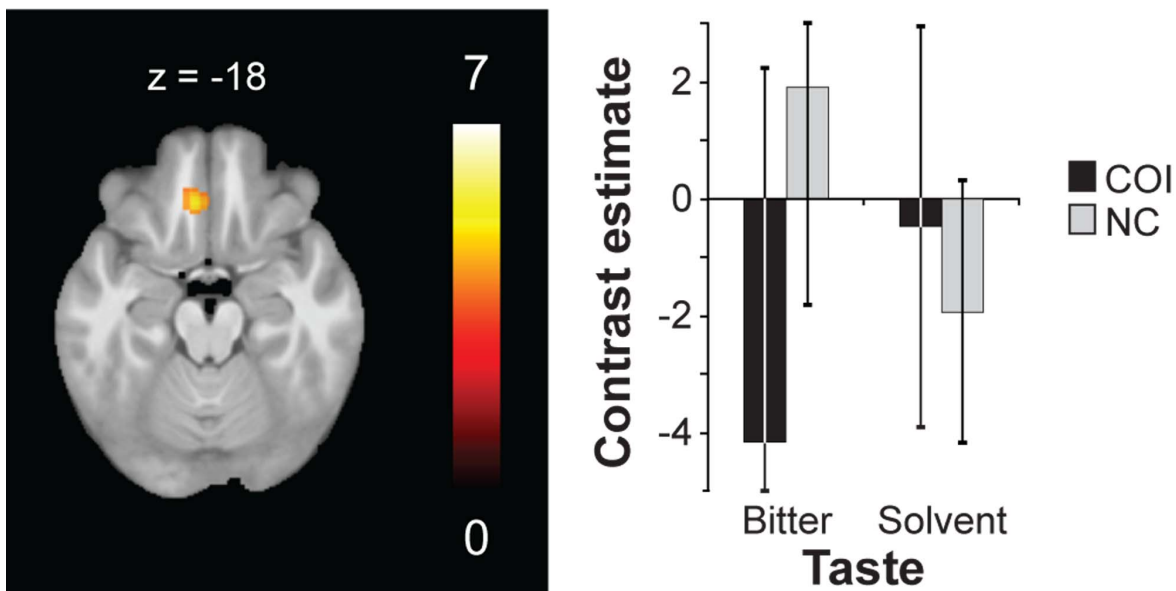 z = -18
7
0
Contrast estimate
2
0
-2
-4
Bitter Solvent
Taste
COI
NC